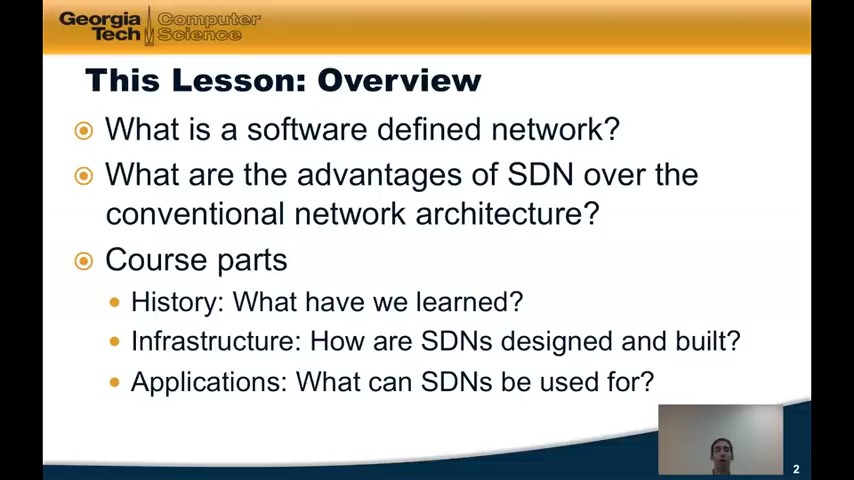 Georgia Tech
Computer Science
This Lesson: Overview
What is a software defined network?
What are the advantages of SDN over the
conventional network architecture?
Course parts
History: What have we learned?
Infrastructure: How are SDNs designed and built?
Applications: What can SDNs be used for?
2